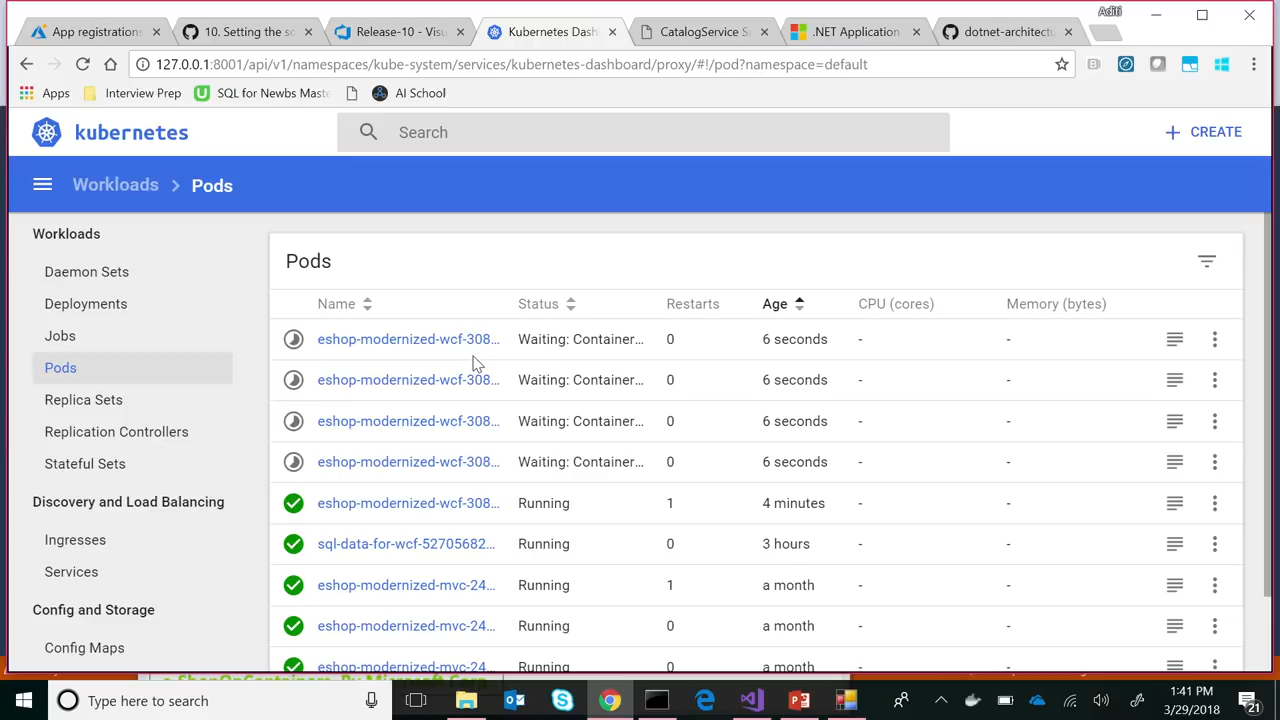 Aditi
App registrations
10. Setting the sc
Release-10 - Visu
Kubernetes Dash
CatalogService S
.NET Application
dotnet-architectu
127.0.0.1:8001/api/v1/namespaces/kube-system/services/kubernetes-dashboard/proxy/#!/pod?namespace=default
Apps
Interview Prep
SQL for Newbs Maste
AI School
kubernetes
Search
+ CREATE
Workloads > Pods
Workloads
Daemon Sets
Deployments
Jobs
Pods
Replica Sets
Replication Controllers
Stateful Sets
Discovery and Load Balancing
Ingresses
Services
Config and Storage
Config Maps
Pods
Name Status Restarts Age CPU (cores) Memory (bytes)
eshop-modernized-wcf-308... Waiting: Container... 0 6 seconds - -
eshop-modernized-wcf-308... Waiting: Container... 0 6 seconds - -
eshop-modernized-wcf-308... Waiting: Container... 0 6 seconds - -
eshop-modernized-wcf-308... Waiting: Container... 0 6 seconds - -
eshop-modernized-wcf-308... Running 1 4 minutes - -
sql-data-for-wcf-52705682... Running 0 3 hours - -
eshop-modernized-mvc-24... Running 1 a month - -
eshop-modernized-mvc-24... Running 0 a month - -
eshop-modernized-mvc-24... Running 0 a month - -
Type here to search
1:41 PM
3/29/2018
21